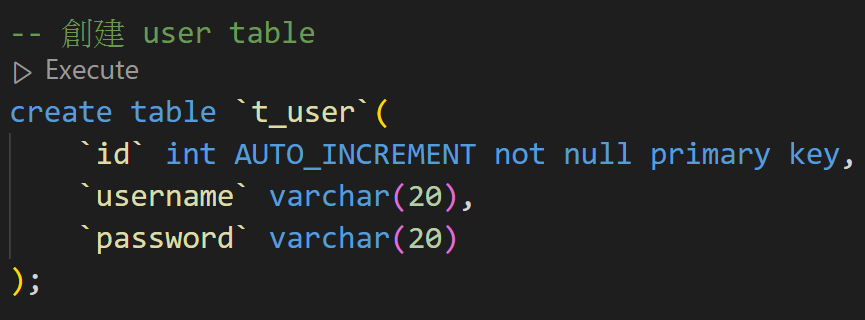 -- 創建 user table
Execute
create table `t_user`(
`id` int AUTO_INCREMENT not null primary key,
`username` varchar(20),
`password` varchar(20)
);